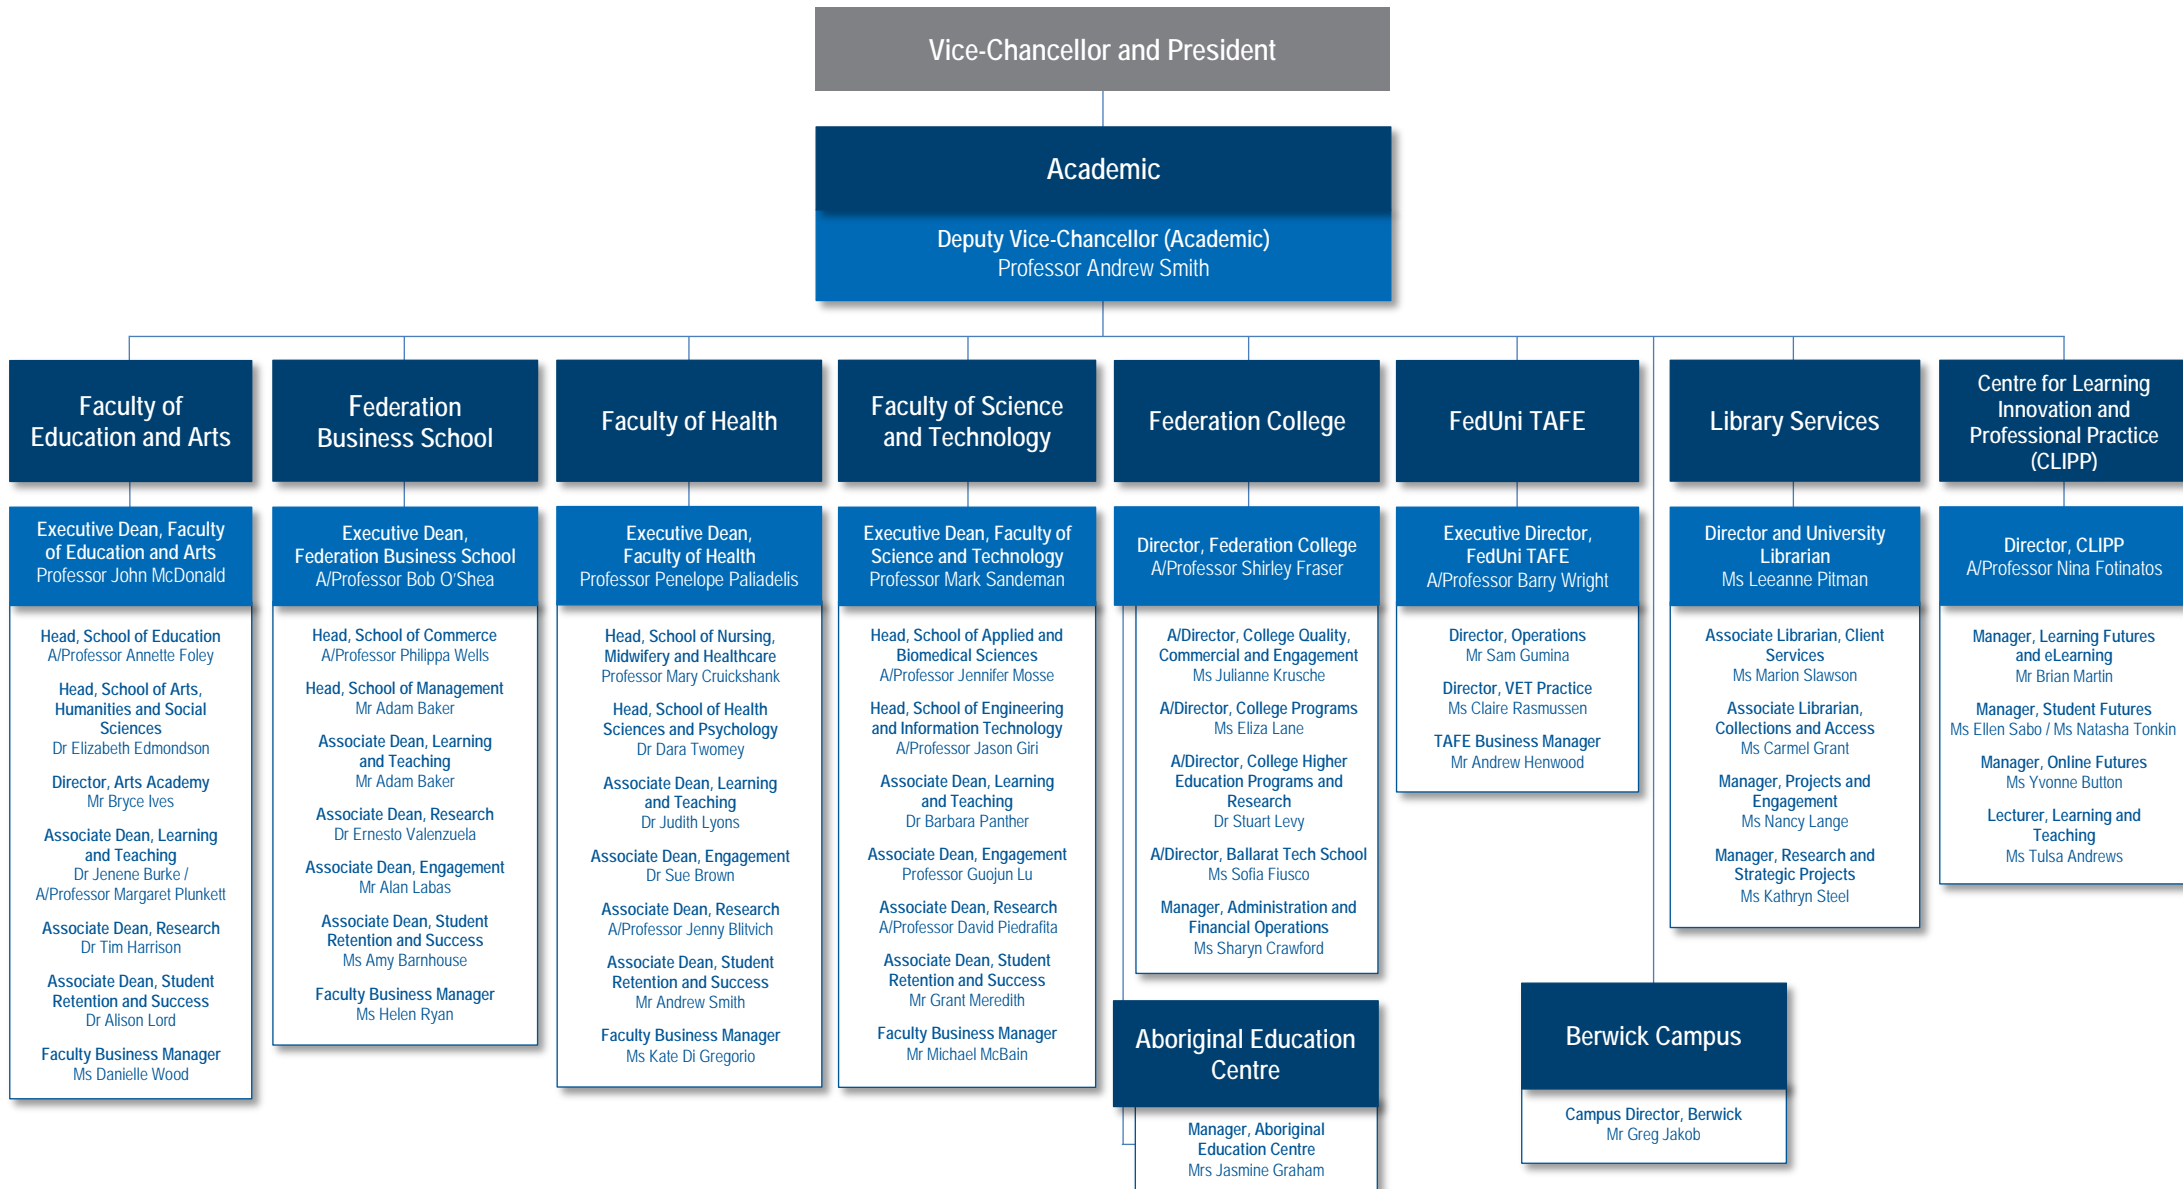 Vice-Chancellor and President
Academic
Deputy Vice-Chancellor (Academic)
Professor Andrew Smith
Faculty of
Education and Arts
Executive Dean, Faculty
of Education and Arts
Professor John McDonald
Head, School of Education
A/Professor Annette Foley
Head, School of Arts,
Humanities and Social
Sciences
Dr Elizabeth Edmondson
Director, Arts Academy
Mr Bryce Ives
Associate Dean, Learning
and Teaching
Dr Jenene Burke /
A/Professor Margaret Plunkett
Associate Dean, Research
Dr Tim Harrison
Associate Dean, Student
Retention and Success
Dr Alison Lord
Faculty Business Manager
Ms Danielle Wood
Federation
Business School
Executive Dean,
Federation Business School
A/Professor Bob O'Shea
Head, School of Commerce
A/Professor Philippa Wells
Head, School of Management
Mr Adam Baker
Associate Dean, Learning
and Teaching
Mr Adam Baker
Associate Dean, Research
Dr Ernesto Valenzuela
Associate Dean, Engagement
Mr Alan Labas
Associate Dean, Student
Retention and Success
Ms Amy Barnhouse
Faculty Business Manager
Ms Helen Ryan
Faculty of Health
Executive Dean,
Faculty of Health
Professor Penelope Paliadelis
Head, School of Nursing,
Midwifery and Healthcare
Professor Mary Cruickshank
Head, School of Health
Sciences and Psychology
Dr Dara Twomey
Associate Dean, Learning
and Teaching
Dr Judith Lyons
Associate Dean, Engagement
Dr Sue Brown
Associate Dean, Research
A/Professor Jenny Blitvich
Associate Dean, Student
Retention and Success
Mr Andrew Smith
Faculty Business Manager
Ms Kate Di Gregorio
Faculty of Science
and Technology
Executive Dean, Faculty of
Science and Technology
Professor Mark Sandeman
Head, School of Applied and
Biomedical Sciences
A/Professor Jennifer Mosse
Head, School of Engineering
and Information Technology
A/Professor Jason Giri
Associate Dean, Learning
and Teaching
Dr Barbara Panther
Associate Dean, Engagement
Professor Guojun Lu
Associate Dean, Research
A/Professor David Piedrafita
Associate Dean, Student
Retention and Success
Mr Grant Meredith
Faculty Business Manager
Mr Michael McBain
Federation College
Director, Federation College
A/Professor Shirley Fraser
A/Director, College Quality,
Commercial and Engagement
Ms Julianne Krusche
A/Director, College Programs
Ms Eliza Lane
A/Director, College Higher
Education Programs and
Research
Dr Stuart Levy
A/Director, Ballarat Tech School
Ms Sofia Fiusco
Manager, Administration and
Financial Operations
Ms Sharyn Crawford
Aboriginal Education
Centre
Manager, Aboriginal
Education Centre
Mrs Jasmine Graham
FedUni TAFE
Executive Director,
FedUni TAFE
A/Professor Barry Wright
Director, Operations
Mr Sam Gumina
Director, VET Practice
Ms Claire Rasmussen
TAFE Business Manager
Mr Andrew Henwood
Berwick Campus
Campus Director, Berwick
Mr Greg Jakob
Library Services
Director and University
Librarian
Ms Leeanne Pitman
Associate Librarian, Client
Services
Ms Marion Slawson
Associate Librarian,
Collections and Access
Ms Carmel Grant
Manager, Projects and
Engagement
Ms Nancy Lange
Manager, Research and
Strategic Projects
Ms Kathryn Steel
Centre for Learning
Innovation and
Professional Practice
(CLIPP)
Director, CLIPP
A/Professor Nina Fotinatos
Manager, Learning Futures
and eLearning
Mr Brian Martin
Manager, Student Futures
Ms Ellen Sabo / Ms Natasha Tonkin
Manager, Online Futures
Ms Yvonne Button
Lecturer, Learning and
Teaching
Ms Tulsa Andrews